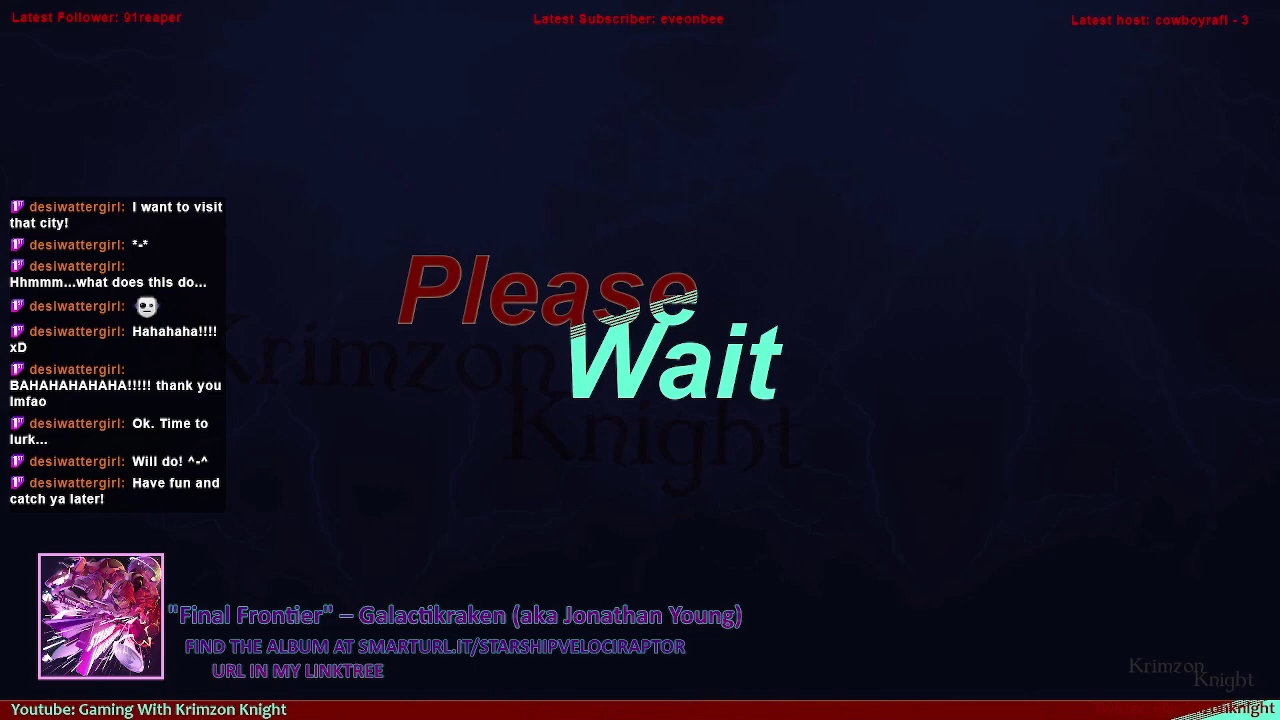 Latest Follower: 91reaper
Latest Subscriber: eveonbee
Latest host: cowboyrafl - 3
desiwattergirl: I want to visit
that city!
desiwattergirl: *-*
desiwattergirl:
Hhmmm...what does this do...
desiwattergirl:
desiwattergirl: Hahahaha!!!!
xD
desiwattergirl:
BAHAHAHAHAHA!!!!! thank you
lmfao
desiwattergirl: Ok. Time to
lurk...
desiwattergirl: Will do! ^-^
desiwattergirl: Have fun and
catch ya later!
Please
Wait
Krimzon
Knight
"Final Frontier" – Galactikraken (aka Jonathan Young)
FIND THE ALBUM AT SMARTURL.IT/STARSHIPVELOCIRAPTOR
URL IN MY LINKTREE
Krimzon
Knight
Youtube: Gaming With Krimzon Knight